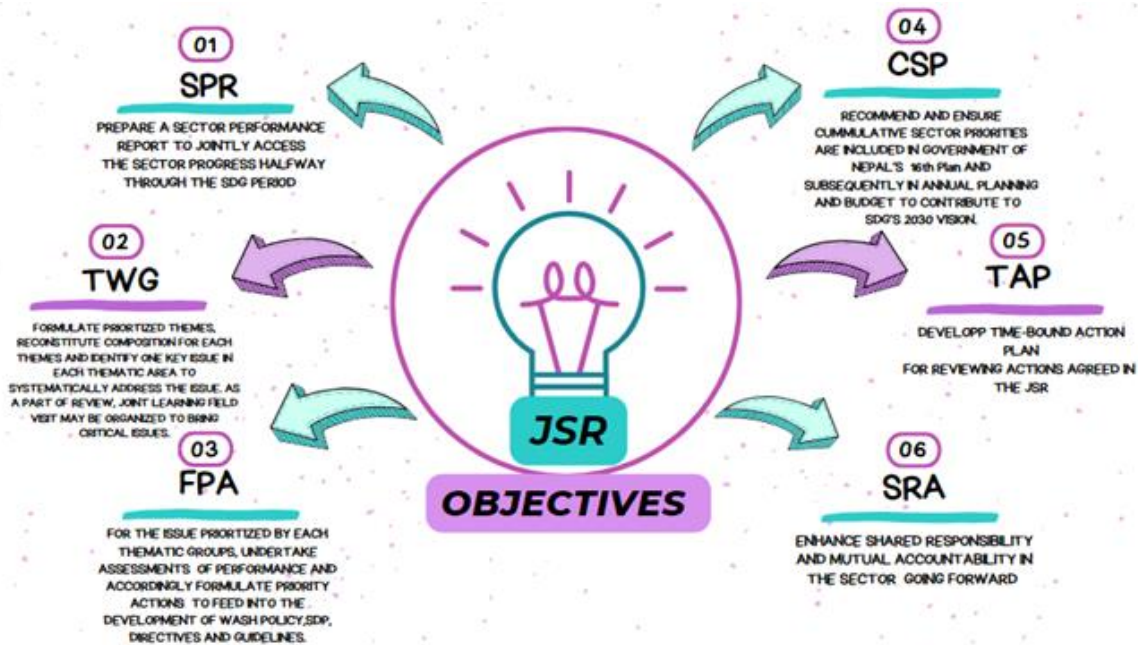 01
SPR
PREPARE A SECTOR PERFORMANCE
REPORT TO JOINTLY ACCESS
THE SECTOR PROGRESS HALFWAY
THROUGH THE SDG PERIOD
02
TWG
FORMULATE PRIORTIZED THEMES,
RECONSTITUTE COMPOSITION FOR EACH
THEMES AND IDENTIFY ONE KEY ISSUE IN
EACH THEMATIC AREA TO
SYSTEMATICALLY ADDRESS THE ISSUE. AS
A PART OF REVIEW, JOINT LEARNING FIELD
VISIT MAY BE ORGANIZED TO BRING
CRITICAL ISSUES.
03
FPA
FOR THE ISSUE PRIORTIZED BY EACH
THEMATIC GROUPS, UNDERTAKE
ASSESSMENTS OF PERFORMANCE AND
ACCORDINGLY FORMULATE PRIORITY
ACTIONS TO FEED INTO THE
DEVELOPMENT OF WASH POLICY,SDP,
DIRECTIVES AND GUIDELINES.
JSR
OBJECTIVES
04
CSP
RECOMMEND AND ENSURE
CUMMULATIVE SECTOR PRIORITIES
ARE INCLUDED IN GOVERNMENT OF
NEPAL'S 16th Plan AND
SUBSEQUENTLY IN ANNUAL PLANNING
AND BUDGET TO CONTRIBUTE TO
SDG'S 2030 VISION.
05
TAP
DEVELOPP TIME-BOUND ACTION
PLAN
FOR REVIEWING ACTIONS AGREED IN
THE JSR
06
SRA
ENHANCE SHARED RESPONSIBILITY
AND MUTUAL ACCOUNTABILITY IN
THE SECTOR GOING FORWARD